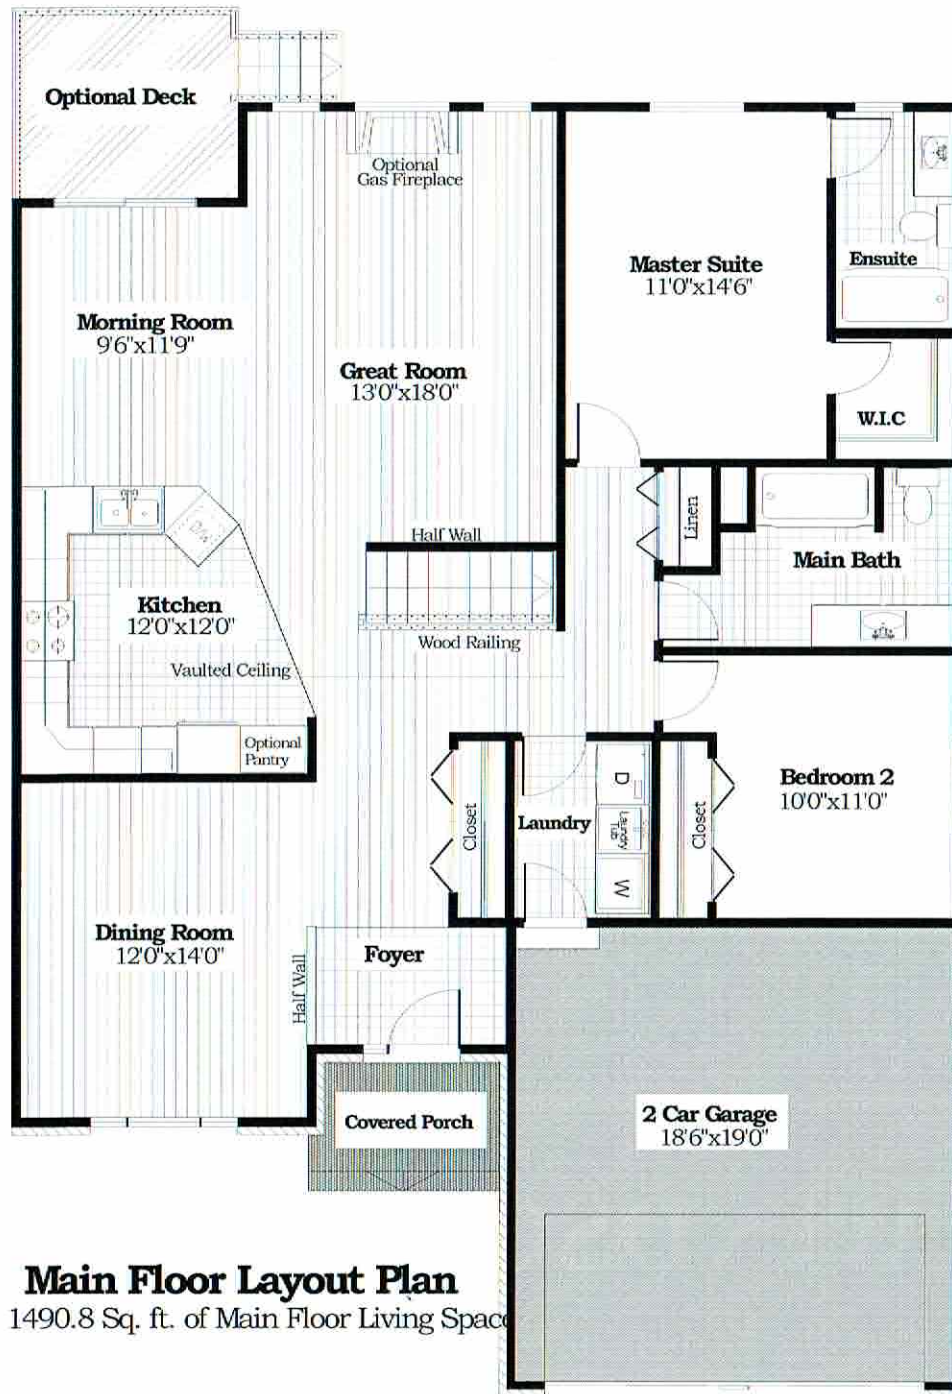 Optional Deck
Optional
Gas Fireplace
Master Suite
11'0"x14'6"
Ensuite
Morning Room
9'6"x11'9"
Great Room
13'0"x18'0"
W.I.C
Linen
Half Wall
D/W
Main Bath
Kitchen
12'0"x12'0"
Wood Railing
Vaulted Ceiling
Optional
Pantry
Closet
Laundry
D
Laundry
Tub
W
Closet
Bedroom 2
10'0"x11'0"
Dining Room
12'0"x14'0"
Half Wall
Foyer
Covered Porch
2 Car Garage
18'6"x19'0"
Main Floor Layout Plan
1490.8 Sq. ft. of Main Floor Living Space